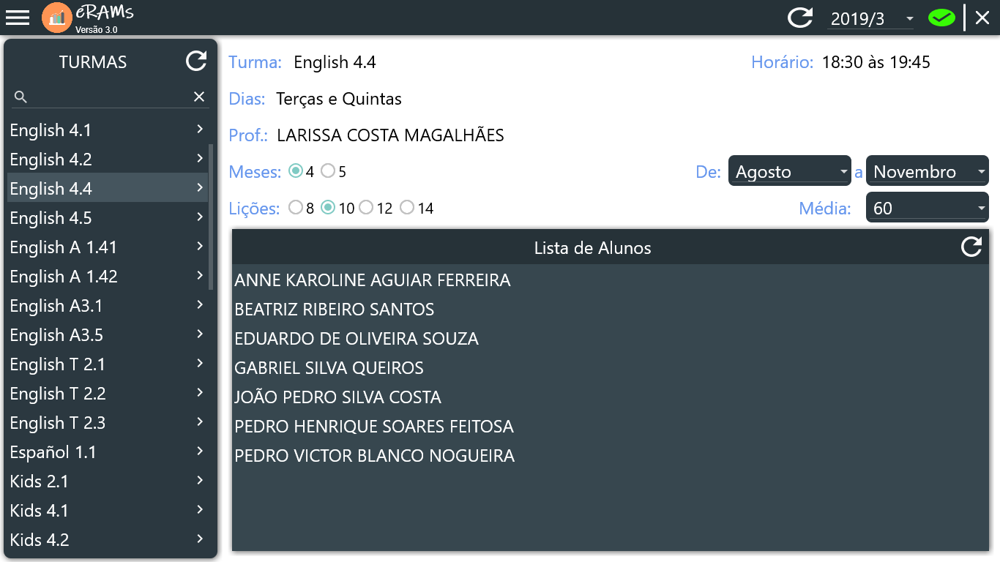 eRAMs
Versão 3.0
2019/3
TURMAS
English 4.1
English 4.2
English 4.4
English 4.5
English A 1.41
English A 1.42
English A3.1
English A3.5
English T 2.1
English T 2.2
English T 2.3
Español 1.1
Kids 2.1
Kids 4.1
Kids 4.2
Turma: English 4.4
Horário: 18:30 às 19:45
Dias: Terças e Quintas
Prof.: LARISSA COSTA MAGALHÃES
Meses: 4 5
De: Agosto a Novembro
Lições: 8 10 12 14
Média: 60
Lista de Alunos
ANNE KAROLINE AGUIAR FERREIRA
BEATRIZ RIBEIRO SANTOS
EDUARDO DE OLIVEIRA SOUZA
GABRIEL SILVA QUEIROS
JOÃO PEDRO SILVA COSTA
PEDRO HENRIQUE SOARES FEITOSA
PEDRO VICTOR BLANCO NOGUEIRA